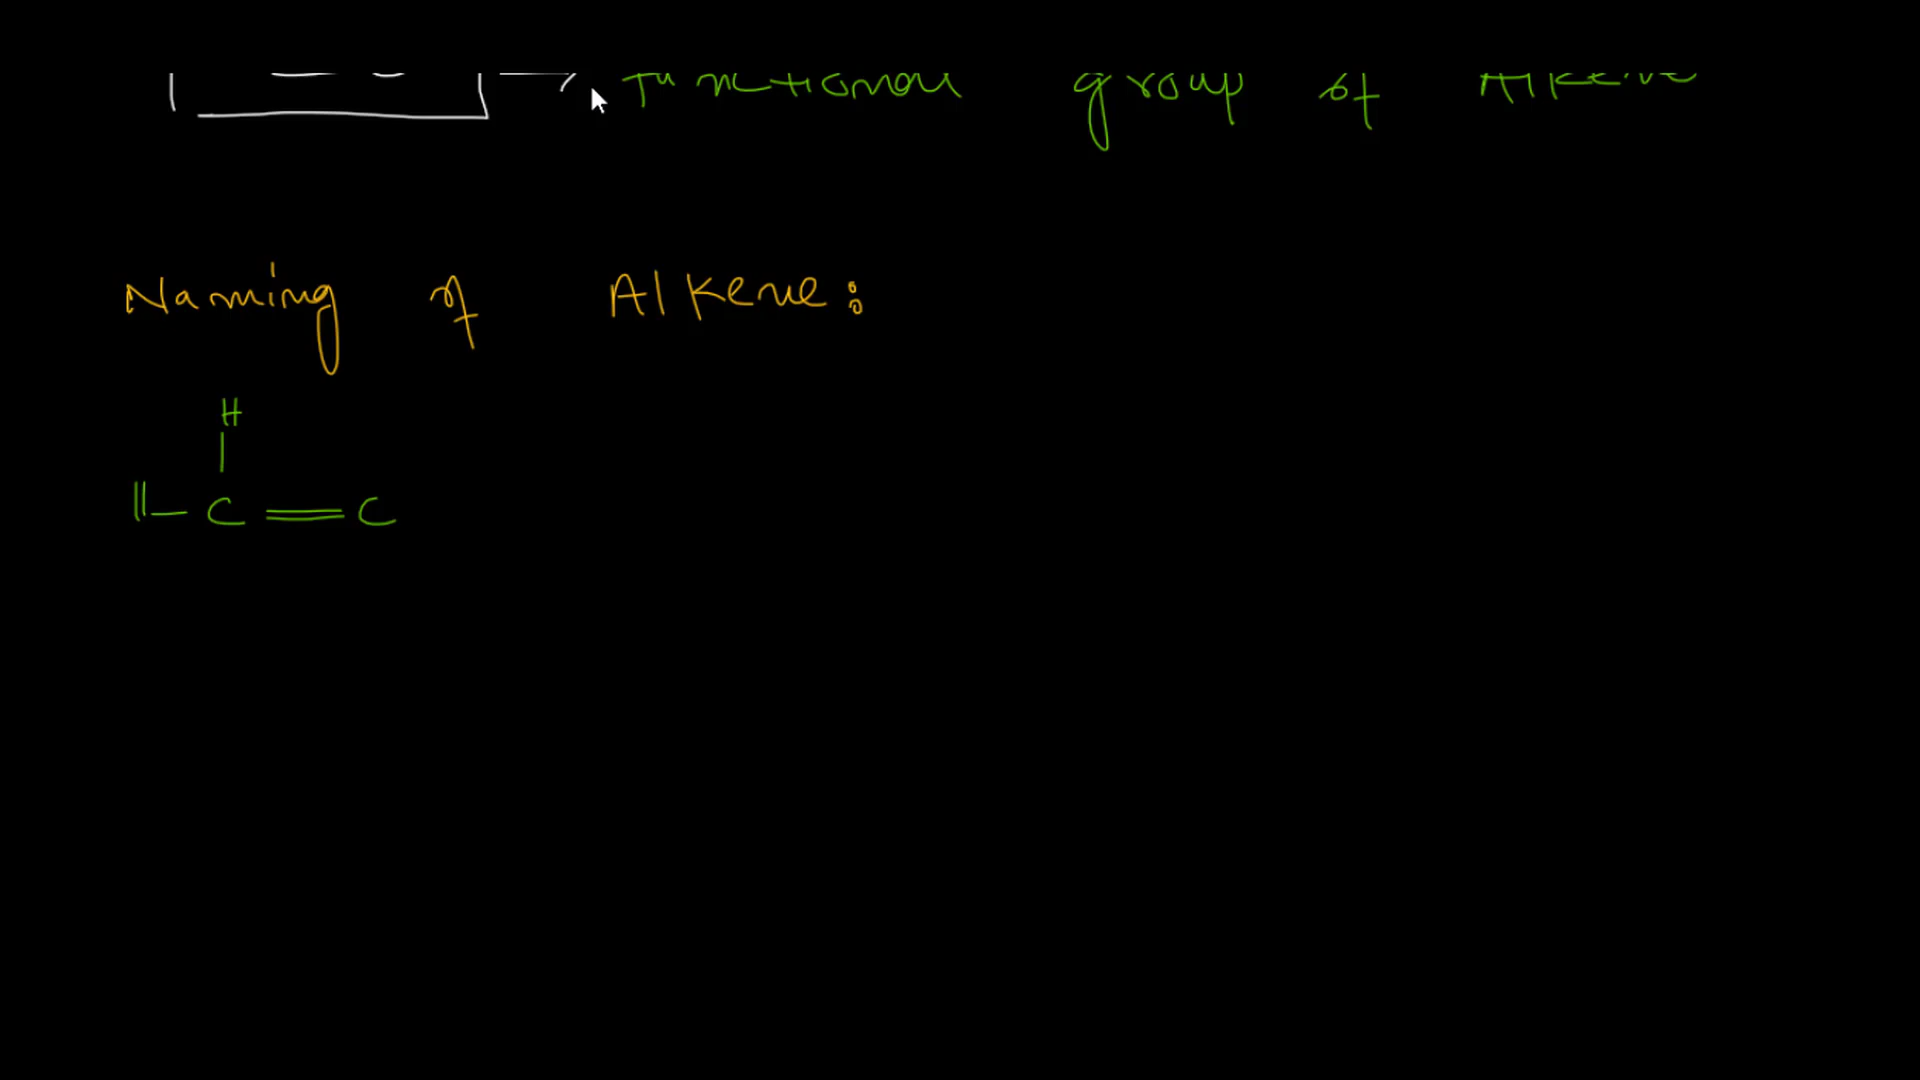 Functional group of Alkene
Naming of Alkene:
H
|
H- C = C